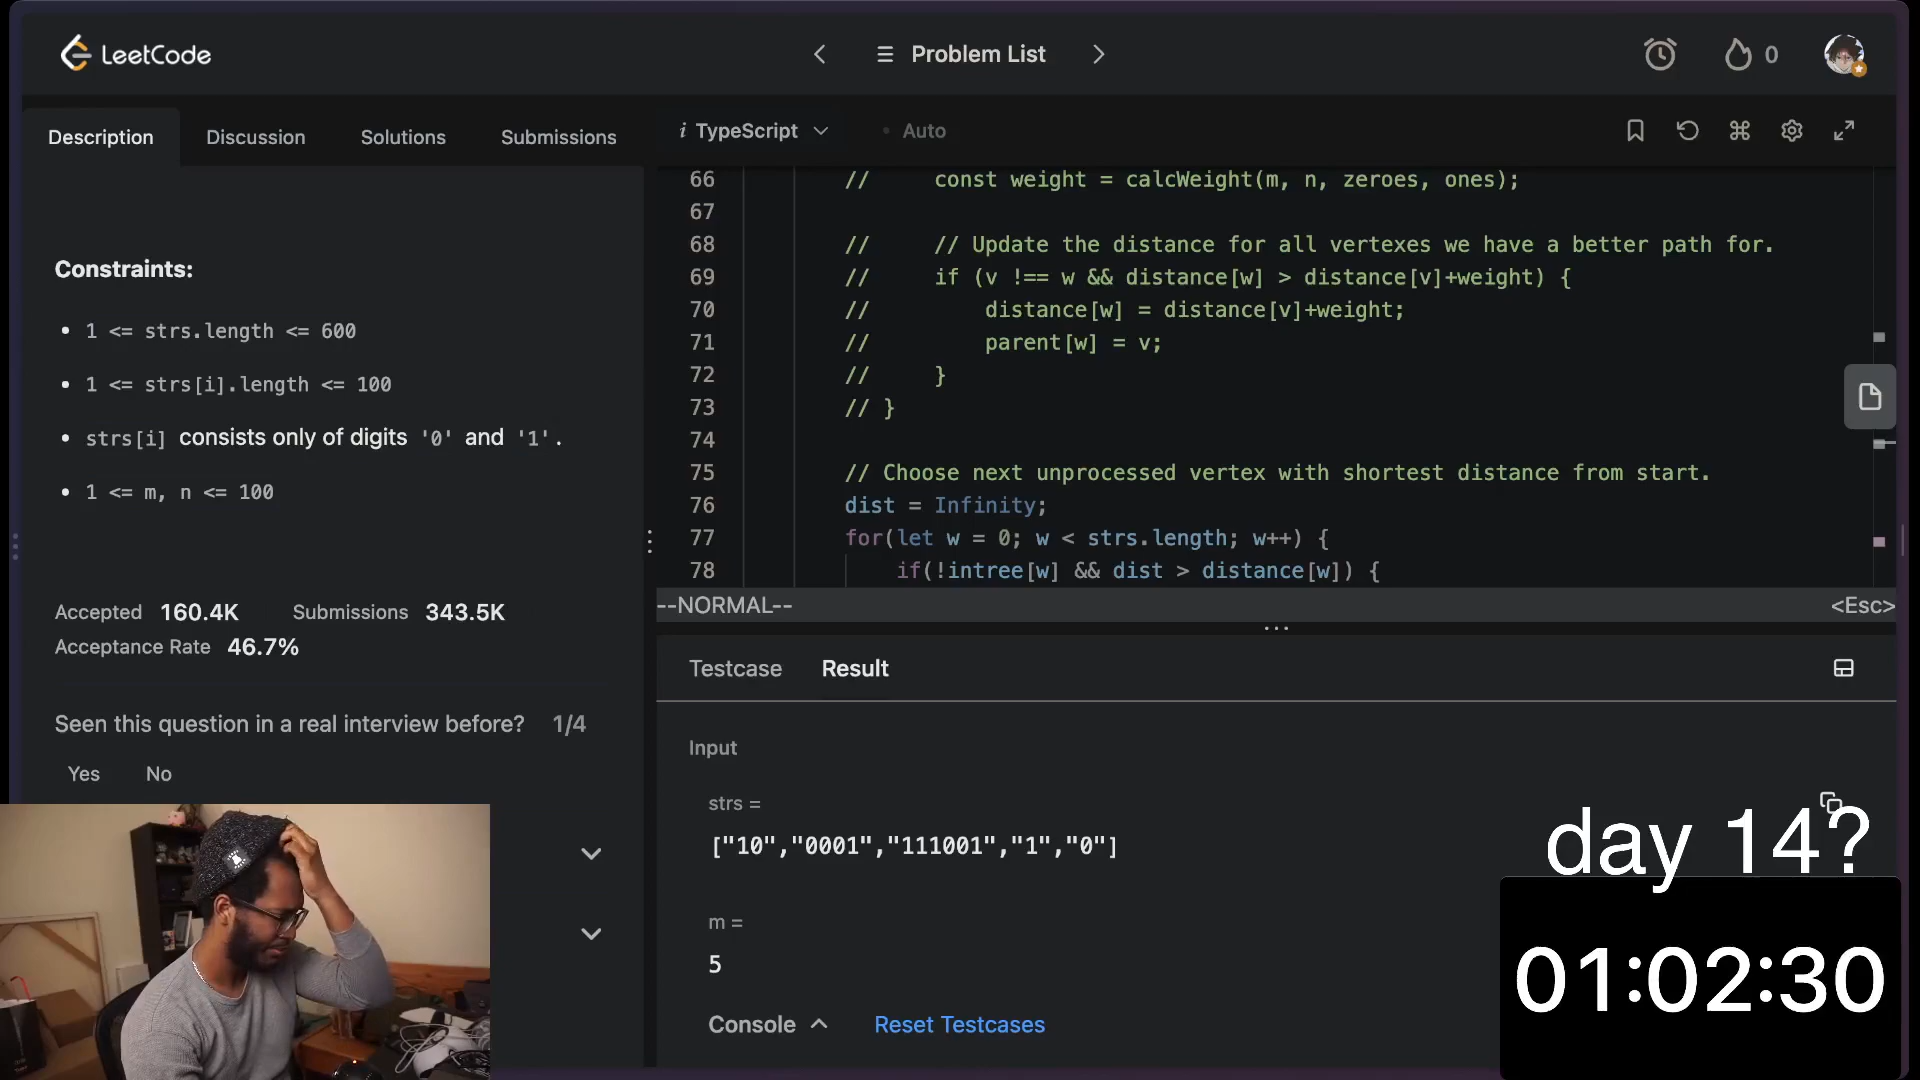 LeetCode
Problem List
0
Description
Discussion
Solutions
Submissions
i TypeScript
Auto
Constraints:
• 1 <= strs.length <= 600
• 1 <= strs[i].length <= 100
• strs[i] consists only of digits '0' and '1'.
• 1 <= m, n <= 100
Accepted 160.4K Submissions 343.5K
Acceptance Rate 46.7%
Seen this question in a real interview before? 1/4
Yes No
66 // const weight = calcWeight(m, n, zeroes, ones);
67
68 // // Update the distance for all vertexes we have a better path for.
69 // if (v !== w && distance[w] > distance[v]+weight) {
70 // distance[w] = distance[v]+weight;
71 // parent[w] = v;
72 // }
73 // }
74
75 // Choose next unprocessed vertex with shortest distance from start.
76 dist = Infinity;
77 for(let w = 0; w < strs.length; w++) {
78 if(!intree[w] && dist > distance[w]) {
--NORMAL-- <Esc>
Testcase Result
Input
strs =
["10","0001","111001","1","0"]
m =
5
Console Reset Testcases
day 14?
01:02:30